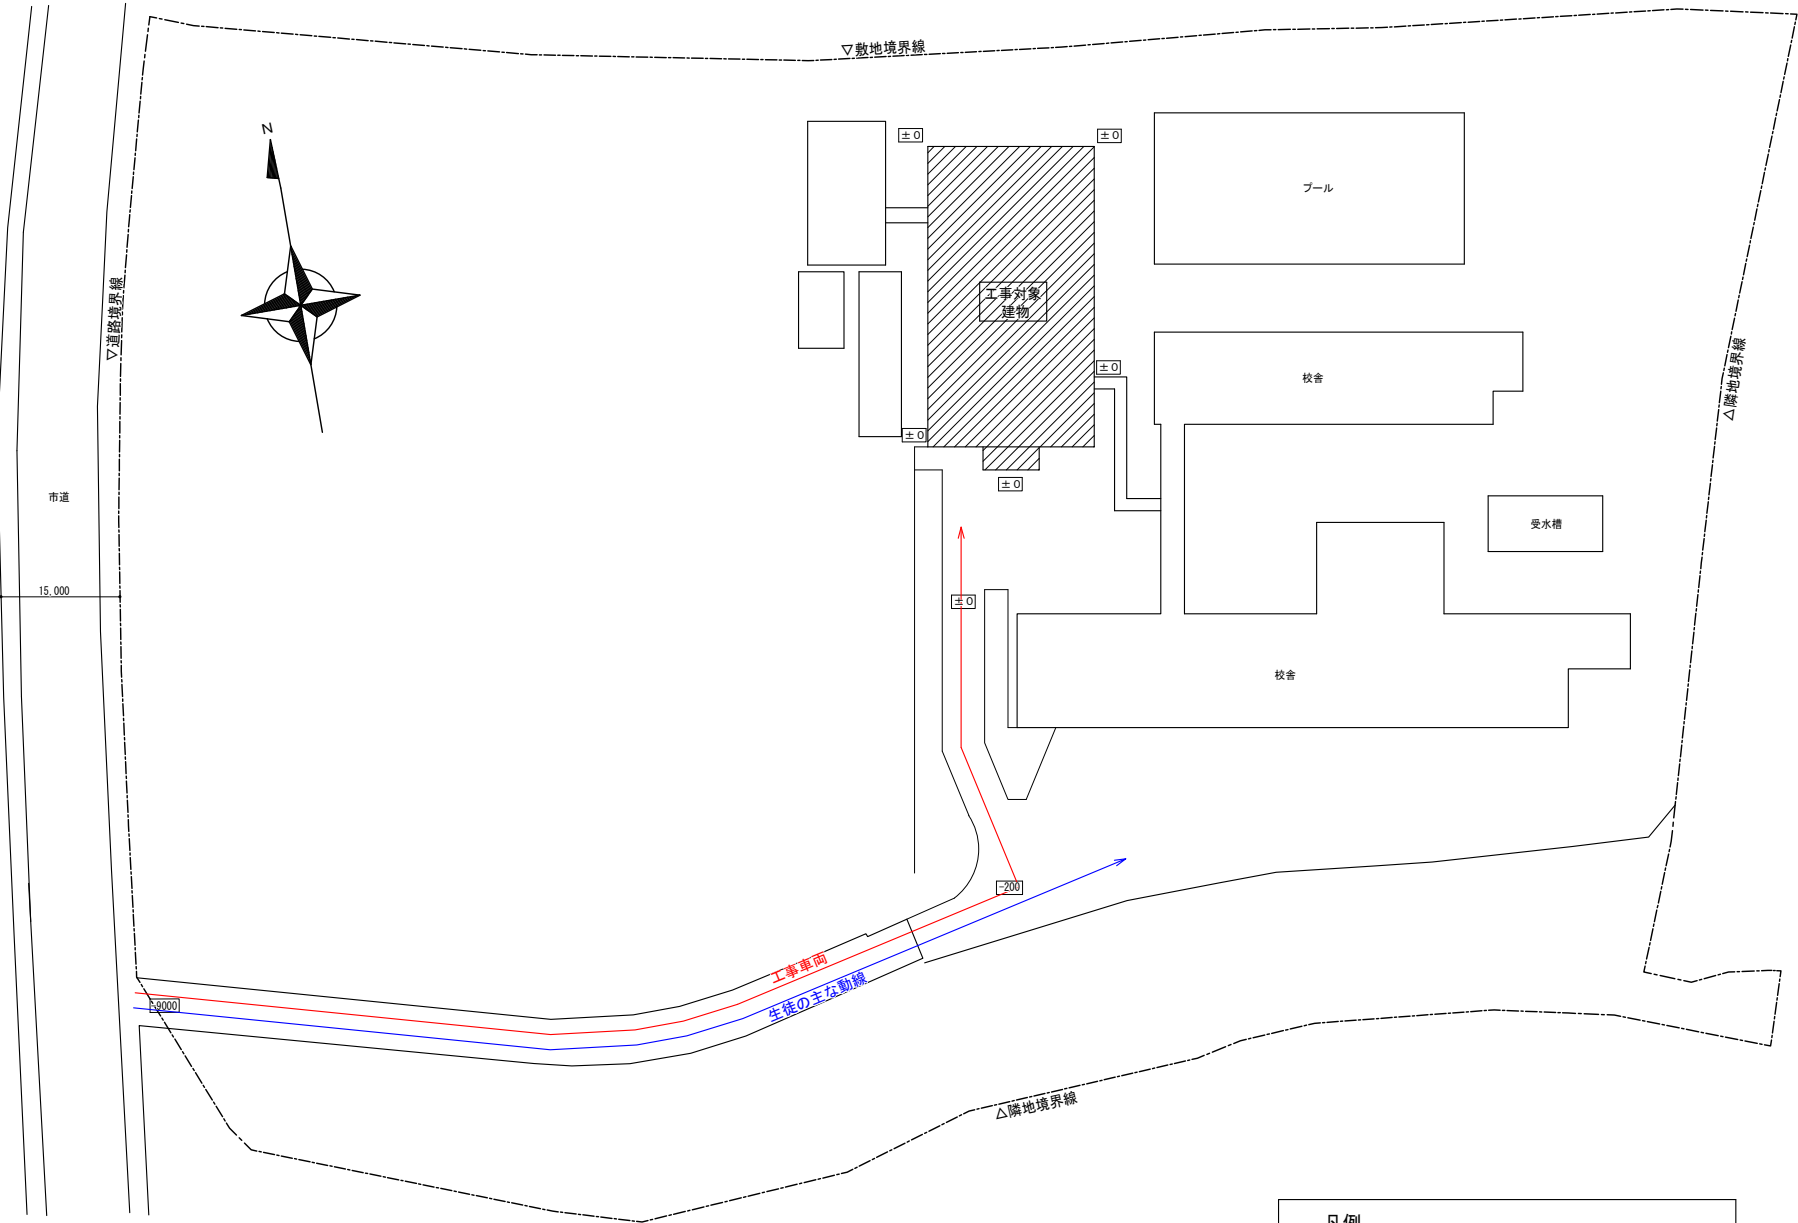 ▽敷地境界線
N
±0
±0
プール
▽道路境界線
工事対象
建物
±0
校舎
△隣地境界線
±0
±0
市道
受水槽
15,000
±0
校舎
-200
工事車両
生徒の主な動線
-9000
△隣地境界線
凡例